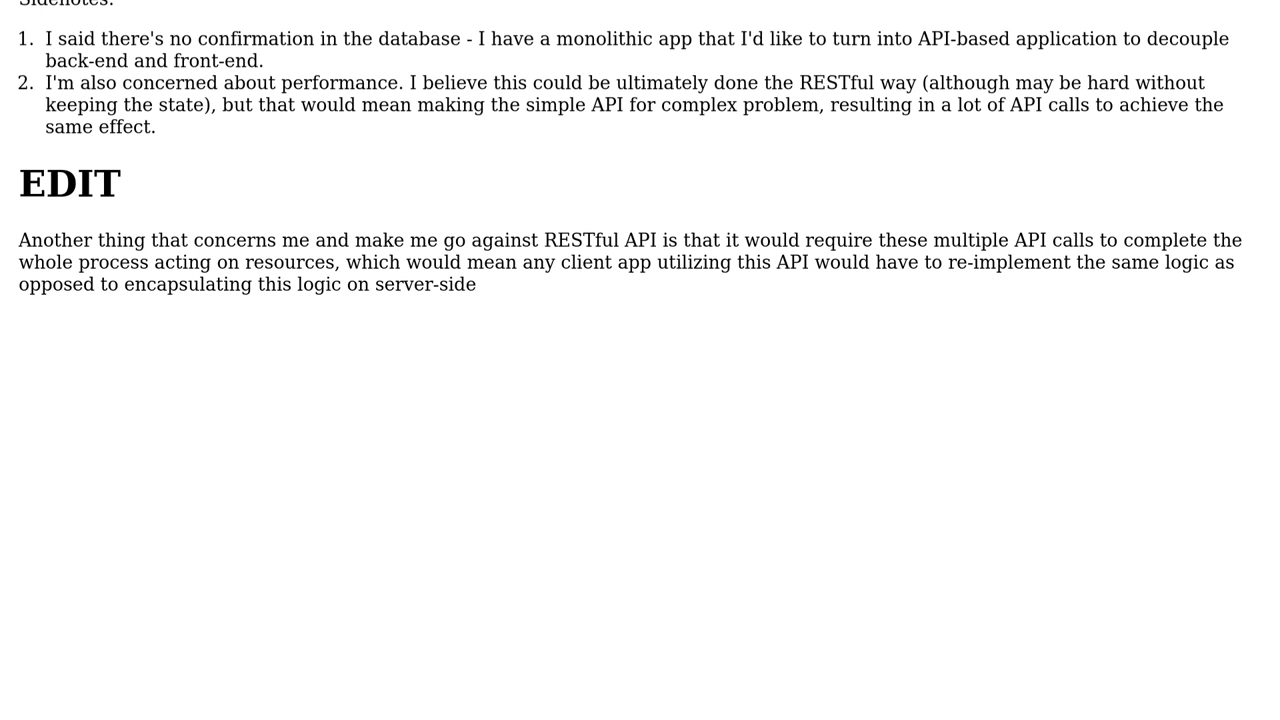 Sidenotes:
1. I said there's no confirmation in the database - I have a monolithic app that I'd like to turn into API-based application to decouple
back-end and front-end.
2. I'm also concerned about performance. I believe this could be ultimately done the RESTful way (although may be hard without
keeping the state), but that would mean making the simple API for complex problem, resulting in a lot of API calls to achieve the
same effect.
EDIT
Another thing that concerns me and make me go against RESTful API is that it would require these multiple API calls to complete the
whole process acting on resources, which would mean any client app utilizing this API would have to re-implement the same logic as
opposed to encapsulating this logic on server-side